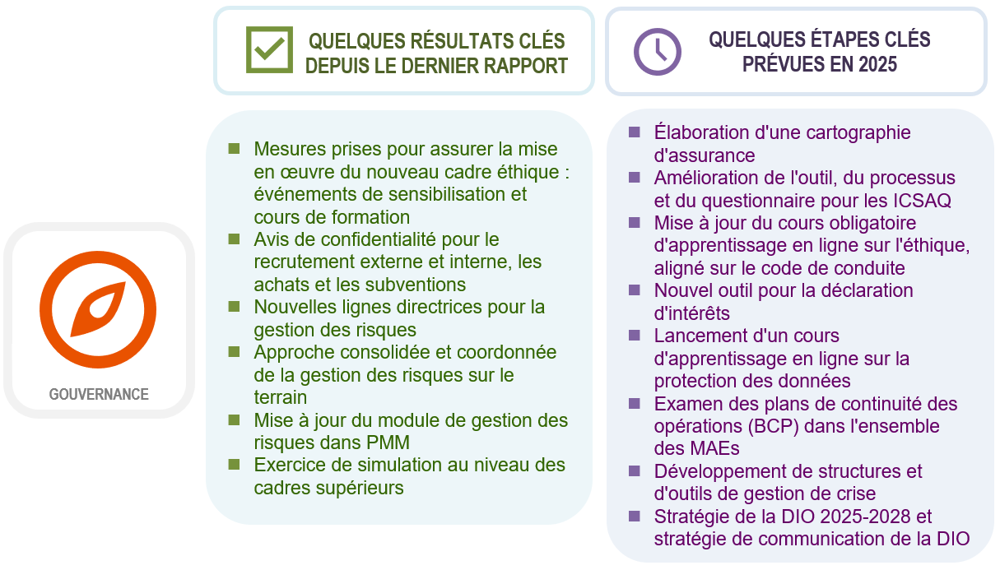 QUELQUES RÉSULTATS CLÉS
DEPUIS LE DERNIER RAPPORT
QUELQUES ÉTAPES CLÉS
PRÉVUES EN 2025
GOUVERNANCE
Mesures prises pour assurer la mise
en œuvre du nouveau cadre éthique :
événements de sensibilisation et
cours de formation
Avis de confidentialité pour le
recrutement externe et interne, les
achats et les subventions
Nouvelles lignes directrices pour la
gestion des risques
Approche consolidée et coordonnée
de la gestion des risques sur le
terrain
Mise à jour du module de gestion des
risques dans PMM
Exercice de simulation au niveau des
cadres supérieurs
Élaboration d'une cartographie
d'assurance
Amélioration de l'outil, du processus
et du questionnaire pour les ICSAQ
Mise à jour du cours obligatoire
d'apprentissage en ligne sur l'éthique,
aligné sur le code de conduite
Nouvel outil pour la déclaration
d'intérêts
Lancement d'un cours
d'apprentissage en ligne sur la
protection des données
Examen des plans de continuité des
opérations (BCP) dans l'ensemble
des MAEs
Développement de structures et
d'outils de gestion de crise
Stratégie de la DIO 2025-2028 et
stratégie de communication de la DIO